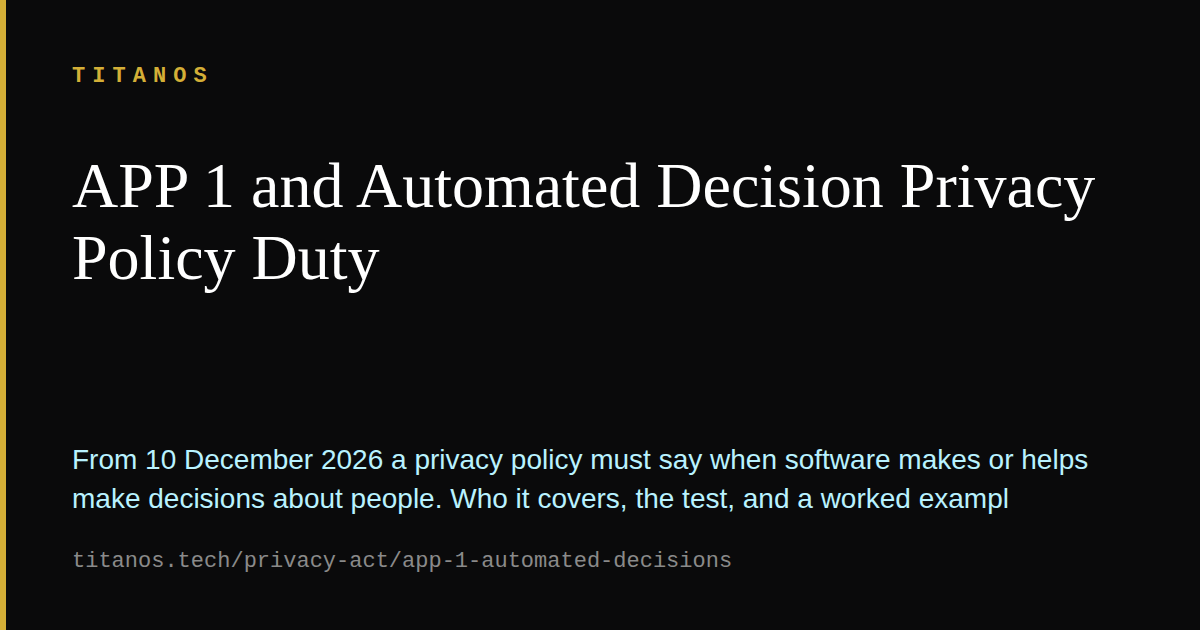 TITANOS
APP 1 and Automated Decision Privacy
Policy Duty
From 10 December 2026 a privacy policy must say when software makes or helps
make decisions about people. Who it covers, the test, and a worked exampl
titanos.tech/privacy-act/app-1-automated-decisions